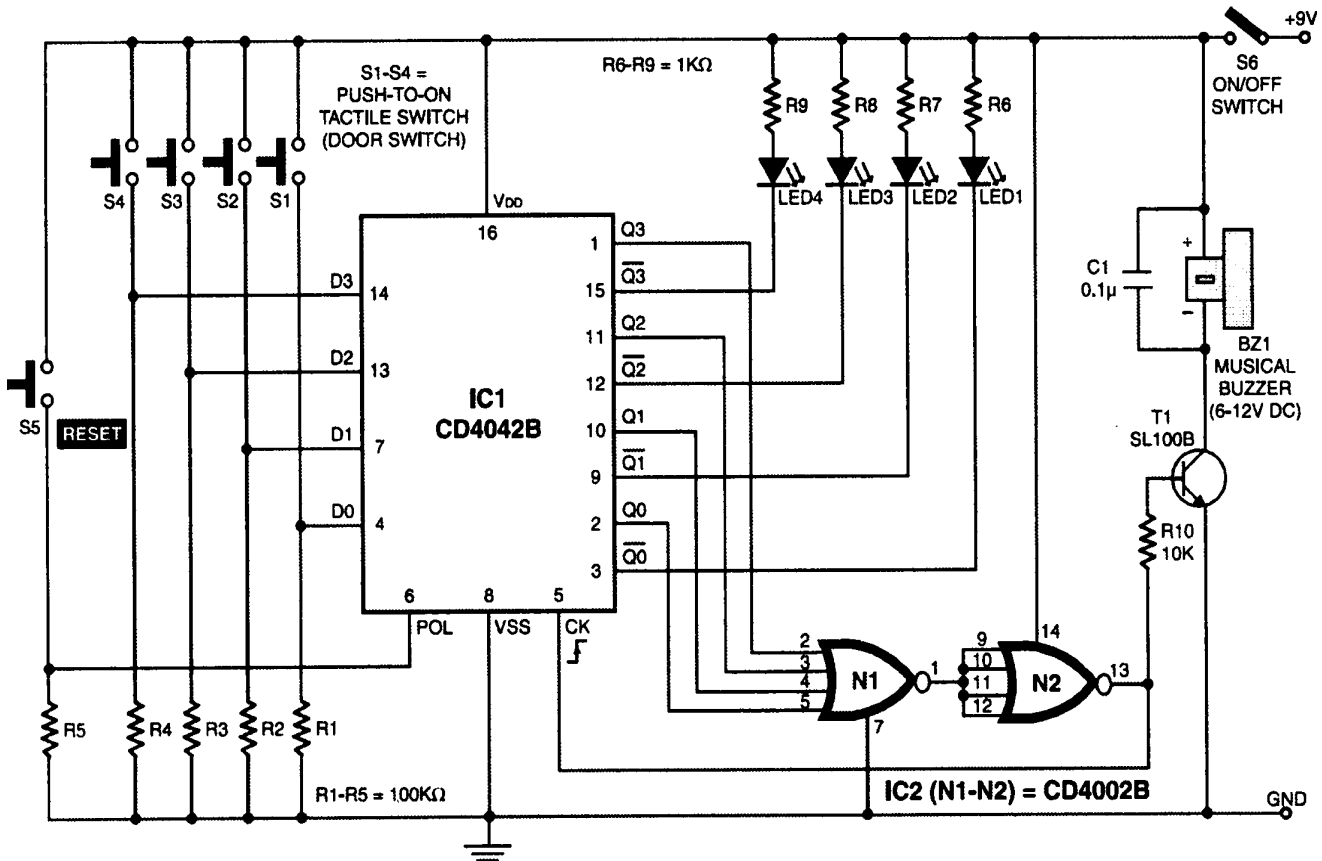 +9V
S6
ON/OFF
SWITCH
R6-R9 = 1KΩ
S1-S4 =
PUSH-TO-ON
TACTILE SWITCH
(DOOR SWITCH)
R9
R8
R7
R6
S4
S3
S2
S1
LED4
LED3
LED2
LED1
VDD
16
1
Q3
15
Q̅3̅
11
Q2
12
Q̅2̅
10
Q1
9
Q̅1̅
2
Q0
3
Q̅0̅
D3
14
D2
13
D1
7
D0
4
IC1
CD4042B
6
8
5
POL
VSS
CK
S5
RESET
C1
0.1µ
+
−
BZ1
MUSICAL
BUZZER
(6-12V DC)
T1
SL100B
R10
10K
2
3
4
5
N1
1
7
9
10
11
12
N2
14
13
R5
R4
R3
R2
R1
R1-R5 = 100KΩ
IC2 (N1-N2) = CD4002B
GND